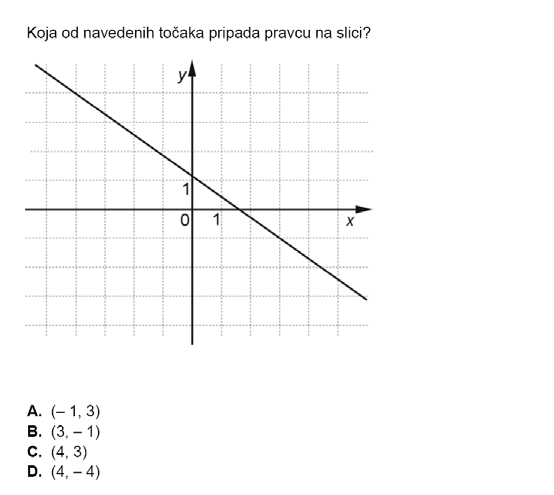 Koja od navedenih točaka pripada pravcu na slici?
y
1
0 1 x
A. (– 1, 3)
B. (3, – 1)
C. (4, 3)
D. (4, – 4)